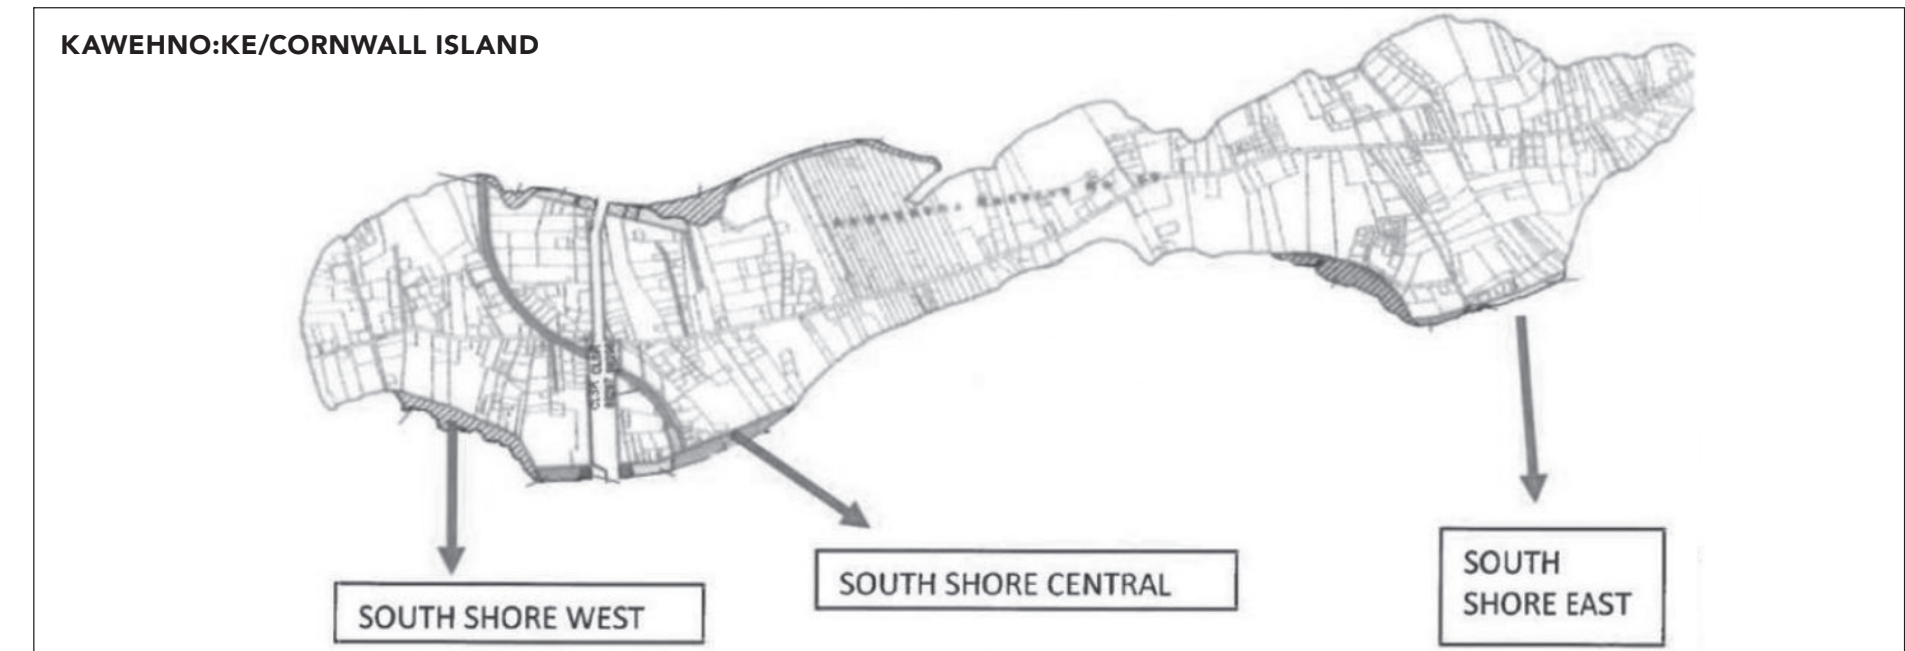 KAWEHNO:KE/CORNWALL ISLAND
SOUTH SHORE WEST
SOUTH SHORE CENTRAL
SOUTH
SHORE EAST